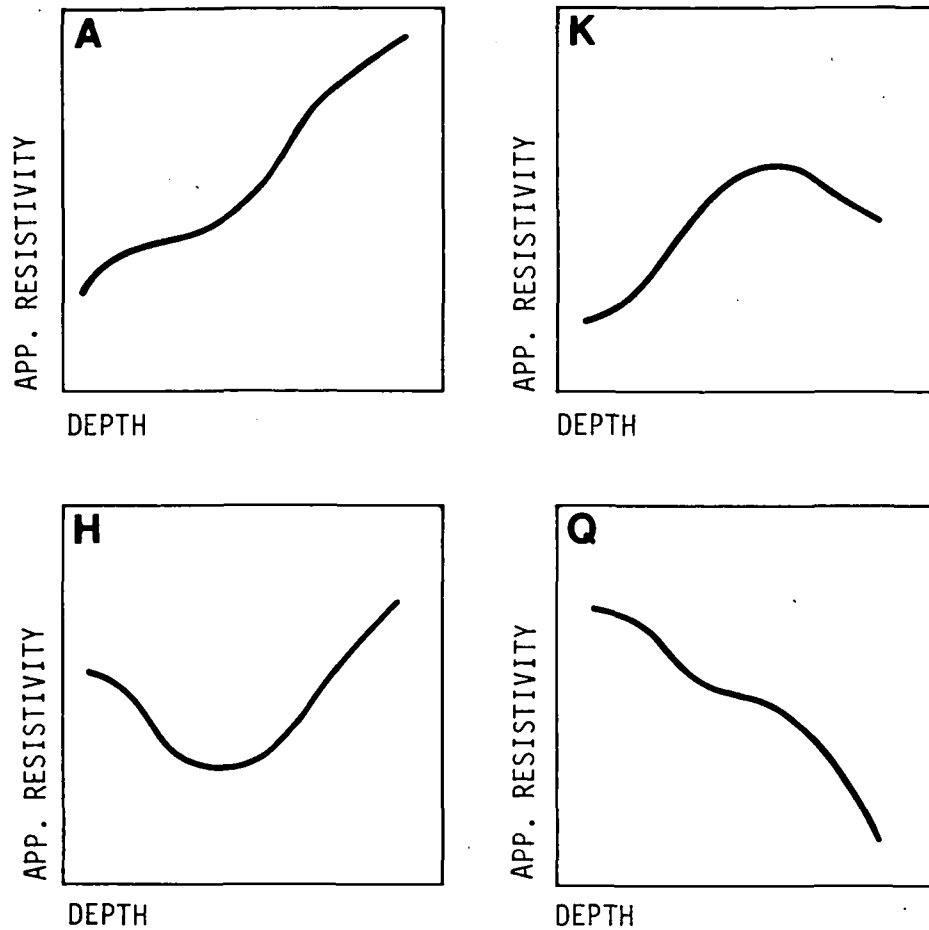 A
APP. RESISTIVITY
DEPTH
K
APP. RESISTIVITY
DEPTH
H
APP. RESISTIVITY
DEPTH
Q
APP. RESISTIVITY
DEPTH